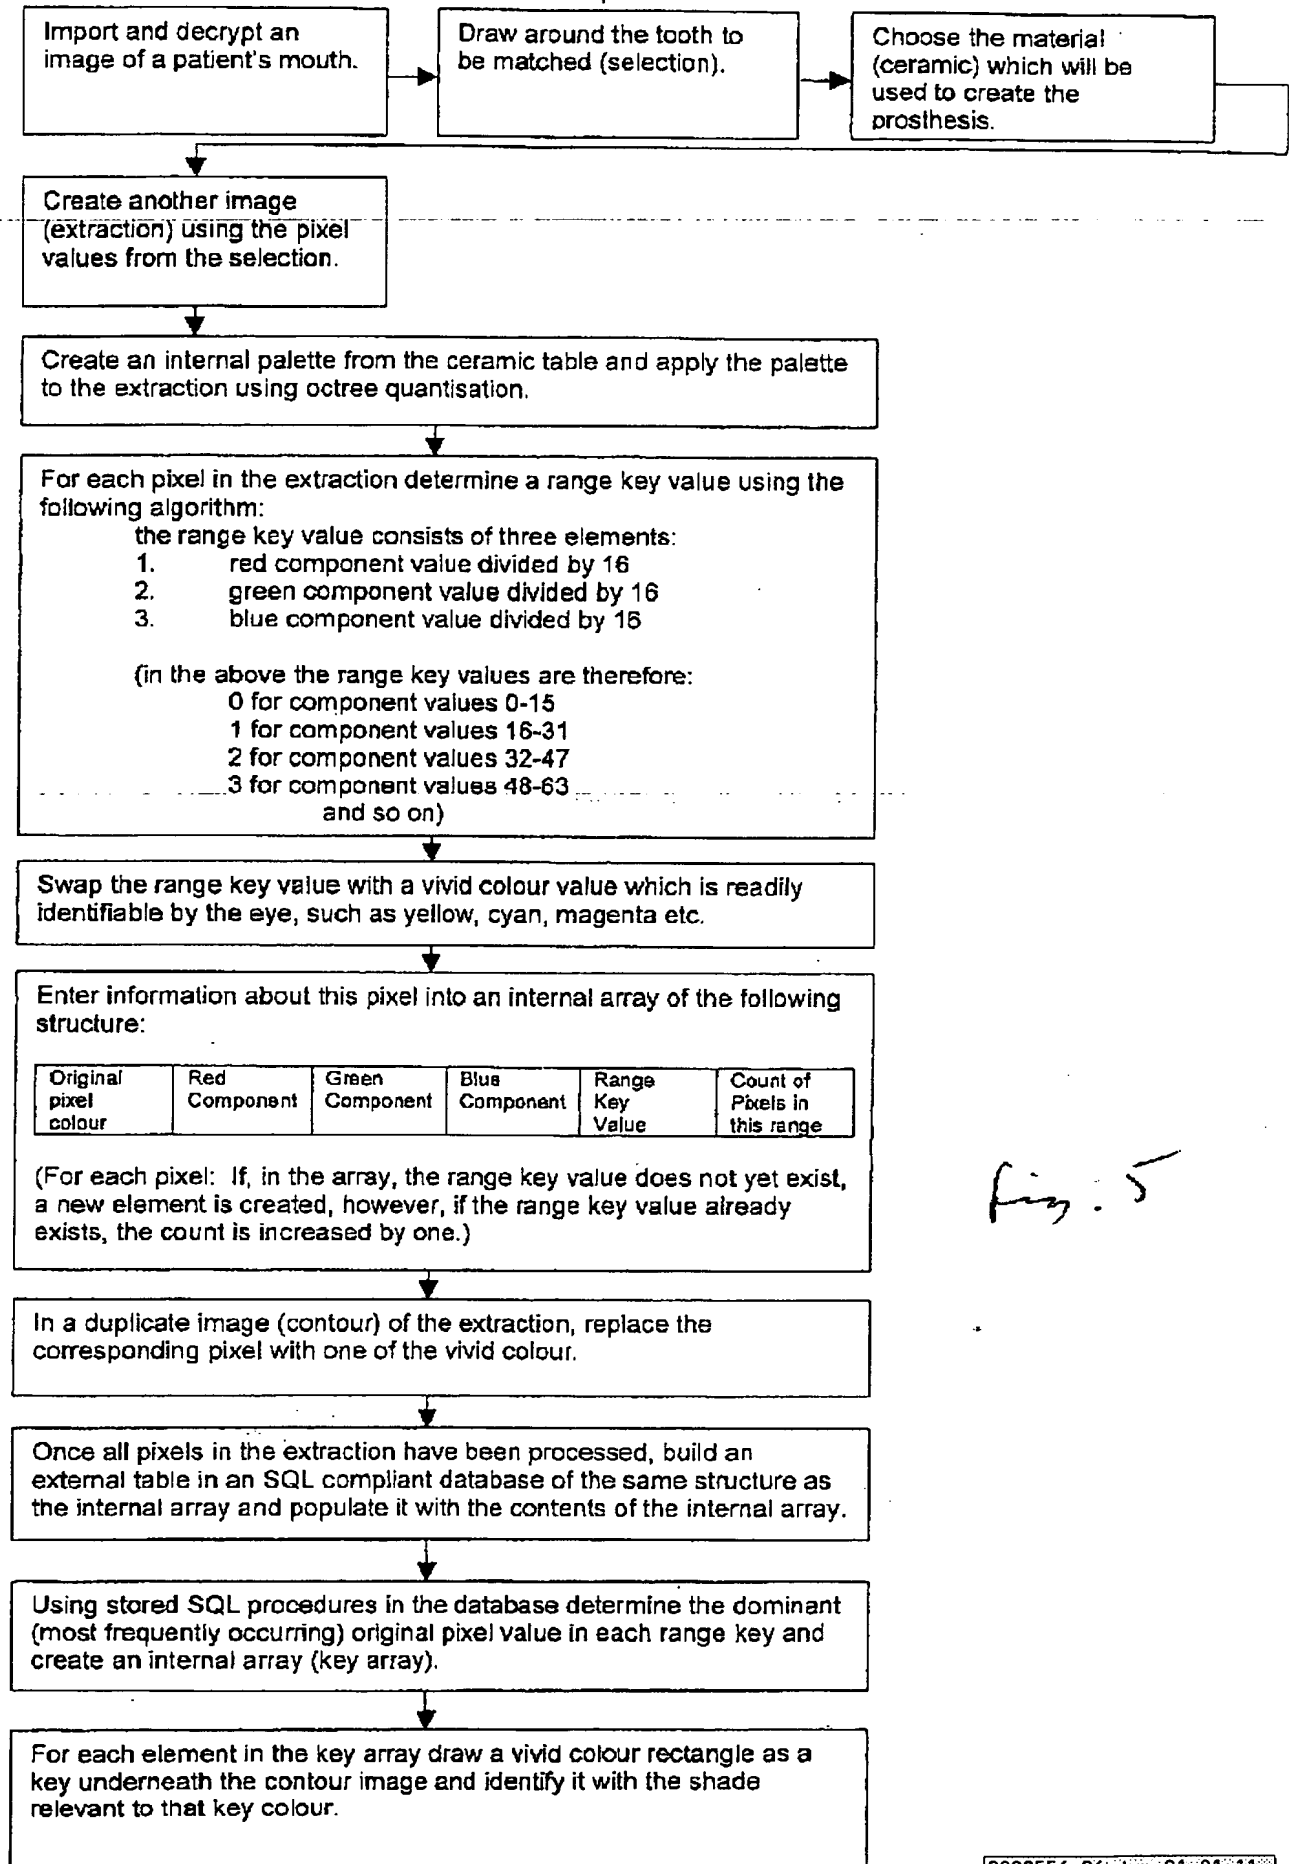 Import and decrypt an
image of a patient's mouth.
Draw around the tooth to
be matched (selection).
Choose the material
(ceramic) which will be
used to create the
prosthesis.
Create another image
(extraction) using the pixel
values from the selection.
Create an internal palette from the ceramic table and apply the palette
to the extraction using octree quantisation.
For each pixel in the extraction determine a range key value using the
following algorithm:
the range key value consists of three elements:
1. red component value divided by 16
2. green component value divided by 16
3. blue component value divided by 16
(in the above the range key values are therefore:
0 for component values 0-15
1 for component values 16-31
2 for component values 32-47
3 for component values 48-63
and so on)
Swap the range key value with a vivid colour value which is readily
identifiable by the eye, such as yellow, cyan, magenta etc.
Enter information about this pixel into an internal array of the following
structure:
Original pixel colour
Red Component
Green Component
Blue Component
Range Key Value
Count of Pixels in this range
(For each pixel: If, in the array, the range key value does not yet exist,
a new element is created, however, if the range key value already
exists, the count is increased by one.)
Fig. 5
In a duplicate image (contour) of the extraction, replace the
corresponding pixel with one of the vivid colour.
Once all pixels in the extraction have been processed, build an
external table in an SQL compliant database of the same structure as
the internal array and populate it with the contents of the internal array.
Using stored SQL procedures in the database determine the dominant
(most frequently occurring) original pixel value in each range key and
create an internal array (key array).
For each element in the key array draw a vivid colour rectangle as a
key underneath the contour image and identify it with the shade
relevant to that key colour.